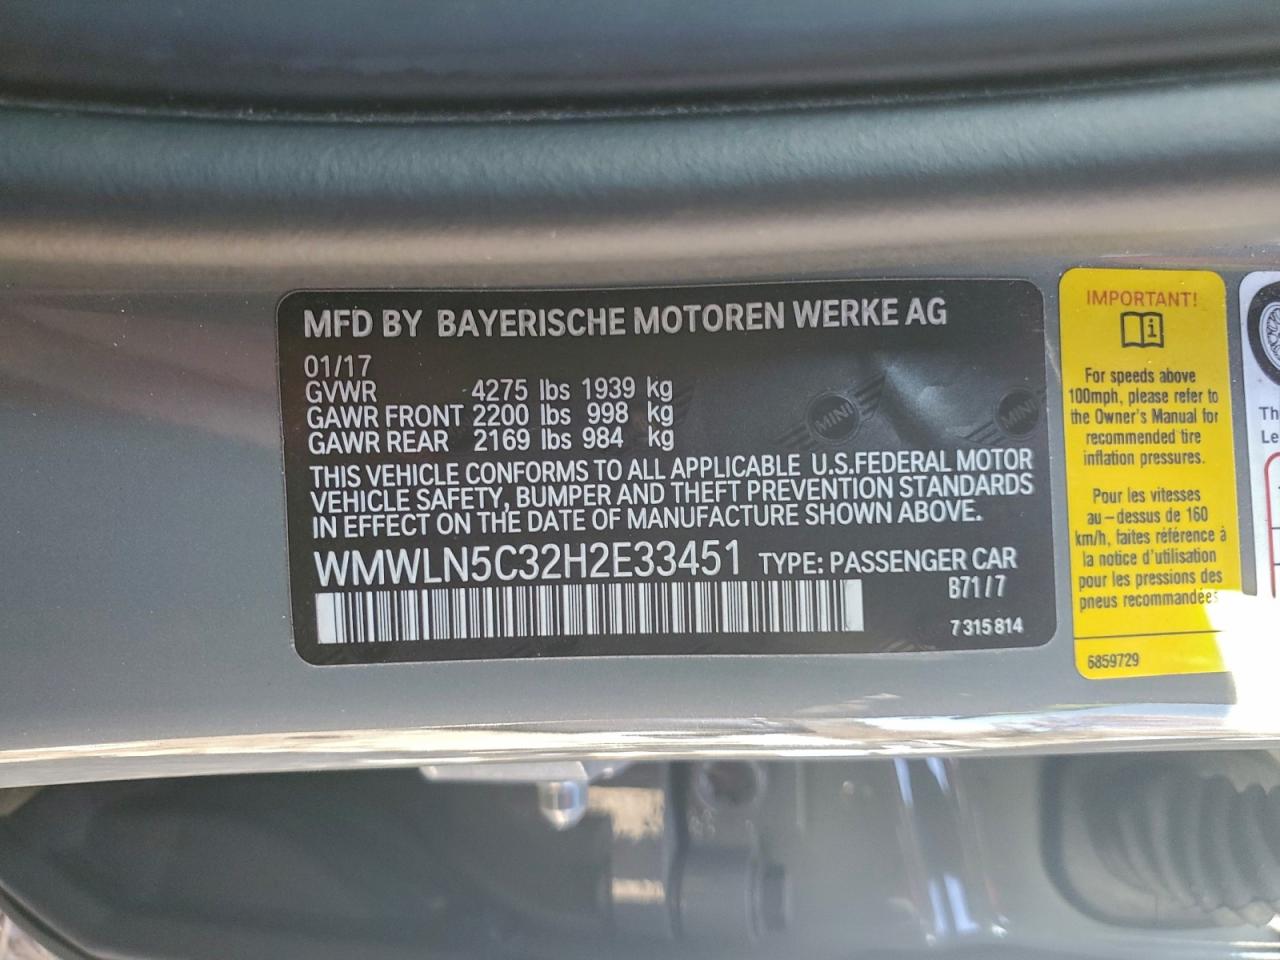 MFD BY BAYERISCHE MOTOREN WERKE AG
01/17
GVWR 4275 lbs 1939 kg
GAWR FRONT 2200 lbs 998 kg
GAWR REAR 2169 lbs 984 kg
MINI
MINI
THIS VEHICLE CONFORMS TO ALL APPLICABLE U.S.FEDERAL MOTOR
VEHICLE SAFETY, BUMPER AND THEFT PREVENTION STANDARDS
IN EFFECT ON THE DATE OF MANUFACTURE SHOWN ABOVE.
WMWLN5C32H2E33451 TYPE: PASSENGER CAR
B71/7
7 315 814
IMPORTANT!
i
For speeds above
100mph, please refer to
the Owner's Manual for
recommended tire
inflation pressures.
Pour les vitesses
au-dessus de 160
km/h, faites référence à
la notice d'utilisation
pour les pressions des
pneus recommandées
6859729
Th
Le